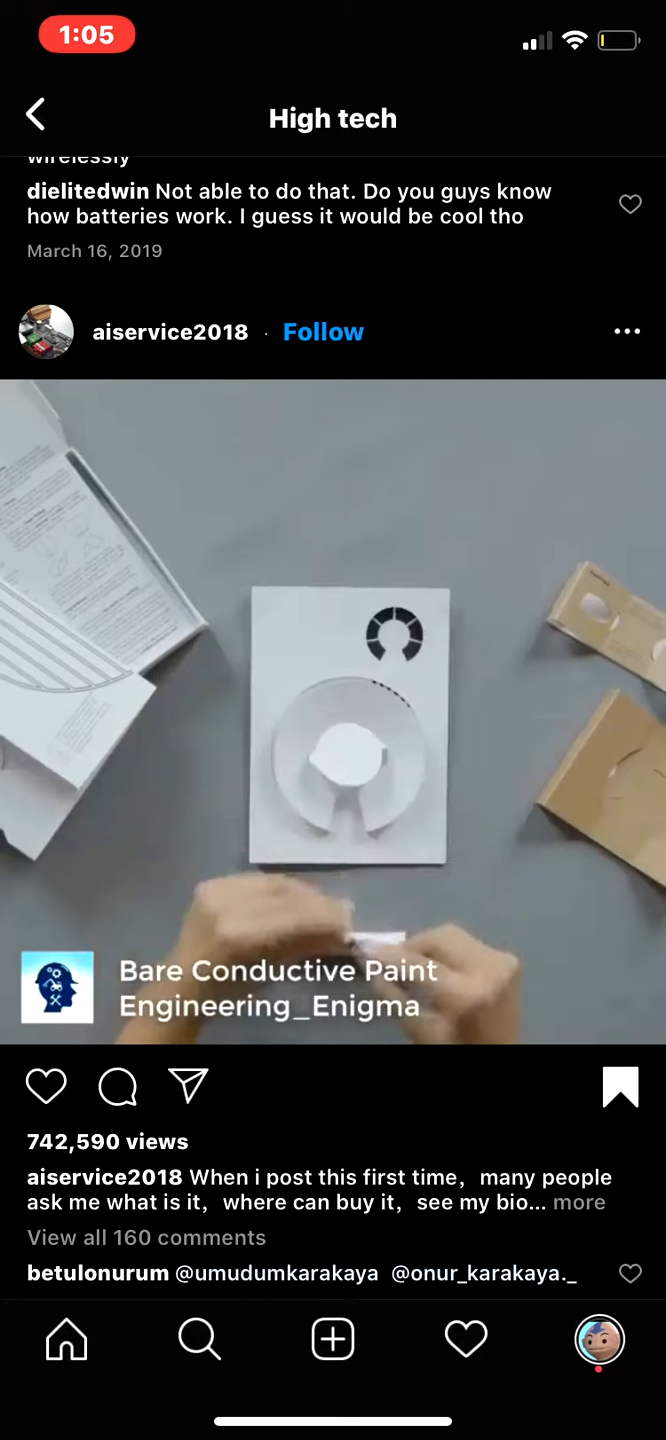 1:05
High tech
wirelessly
dielitedwin Not able to do that. Do you guys know
how batteries work. I guess it would be cool tho
March 16, 2019
aiservice2018 · Follow
Bare Conductive Paint
Engineering_Enigma
742,590 views
aiservice2018 When i post this first time，many people
ask me what is it，where can buy it，see my bio... more
View all 160 comments
betulonurum @umudumkarakaya @onur_karakaya._